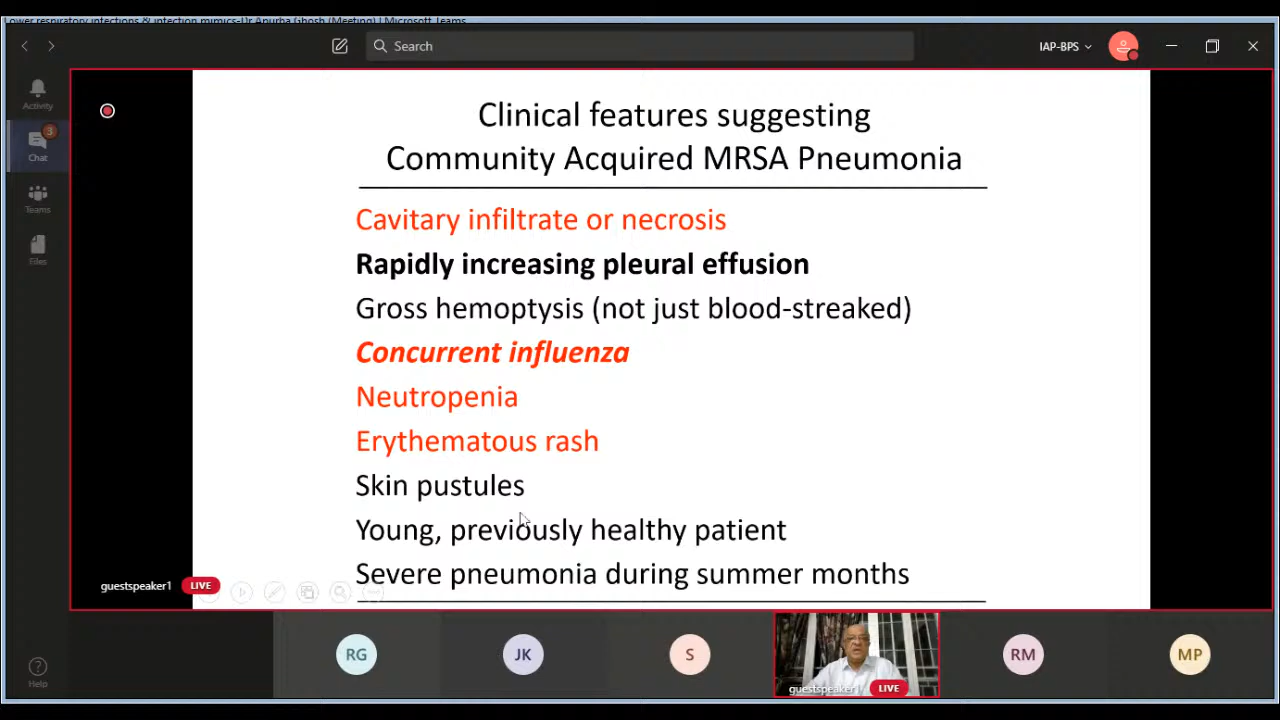 Lower respiratory infections & infection mimics-Dr Apurba Ghosh (Meeting) | Microsoft Teams
Search
IAP-BPS
Activity
3
Chat
Teams
Files
Help
Clinical features suggesting
Community Acquired MRSA Pneumonia
Cavitary infiltrate or necrosis
Rapidly increasing pleural effusion
Gross hemoptysis (not just blood-streaked)
Concurrent influenza
Neutropenia
Erythematous rash
Skin pustules
Young, previously healthy patient
Severe pneumonia during summer months
guestspeaker1 LIVE
RG
JK
S
guestspeaker1 LIVE
RM
MP